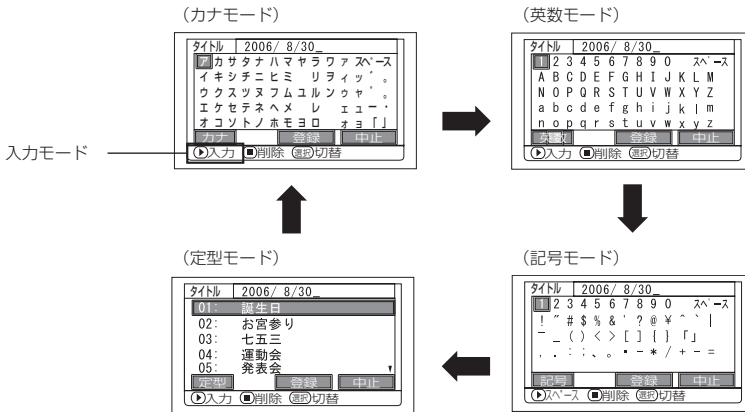 （カナモード）
タイトル 2006/ 8/30_
アカサタナハマヤラワァ スペース
イキシチニヒミ リヲィッ゛。
ウクスツヌフムユルンゥャ゜。
エケセテネヘメ レ ェュー・
オコソトノホモヨロ ォョ「」
カナ 登録 中止
入力 削除 選択切替
入力モード
（英数モード）
タイトル 2006/ 8/30_
1 2 3 4 5 6 7 8 9 0 スペース
A B C D E F G H I J K L M
N O P Q R S T U V W X Y Z
a b c d e f g h i j k l m
n o p q r s t u v w x y z
英数 登録 中止
入力 削除 選択切替
（定型モード）
タイトル 2006/ 8/30_
01: 誕生日
02: お宮参り
03: 七五三
04: 運動会
05: 発表会
定型 登録 中止
入力 削除 選択切替
（記号モード）
タイトル 2006/ 8/30_
1 2 3 4 5 6 7 8 9 0 スペース
! " # $ % & ' ? @ ¥ ^ ` |
¯ _ ( ) < > [ ] { } 「」
, . : ; 、 。 ・ - * / + - =
記号 登録 中止
スペース 削除 選択切替